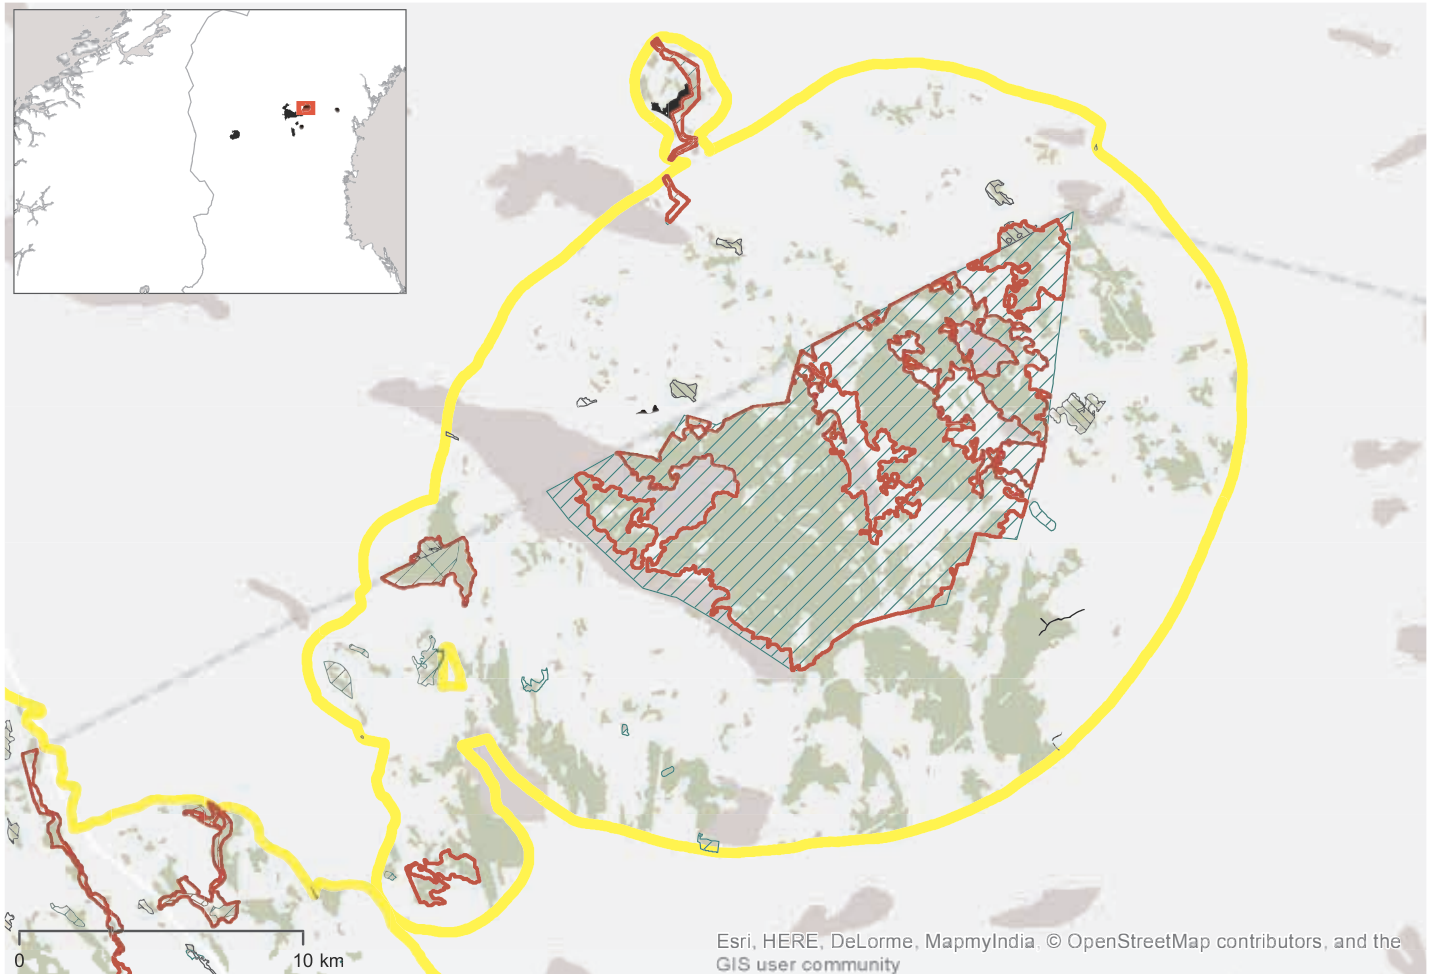 Esri, HERE, DeLorme, MapmyIndia, © OpenStreetMap contributors, and the
GIS user community
0 10 km